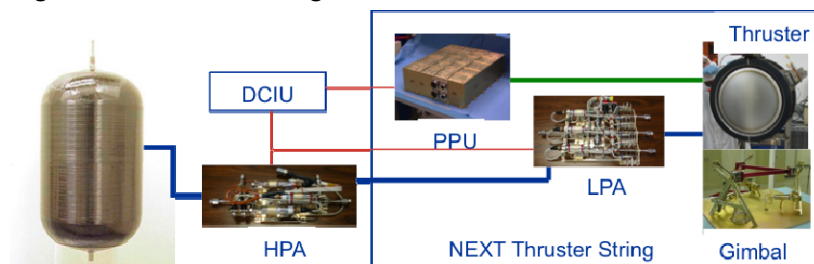 Thruster
DCIU
PPU
LPA
HPA
NEXT Thruster String
Gimbal